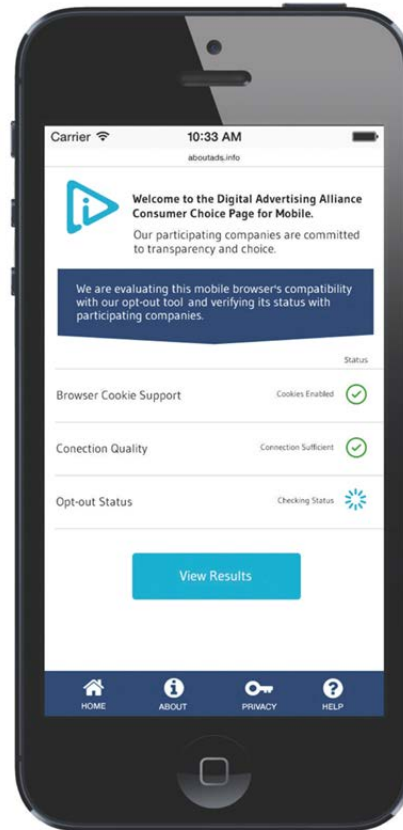 Carrier
10:33 AM
aboutads.info
i
Welcome to the Digital Advertising Alliance
Consumer Choice Page for Mobile.
Our participating companies are committed
to transparency and choice.
We are evaluating this mobile browser's compatibility
with our opt-out tool and verifying its status with
participating companies.
Status
Browser Cookie Support
Cookies Enabled
Conection Quality
Connection Sufficient
Opt-out Status
Checking Status
View Results
HOME
i
ABOUT
PRIVACY
?
HELP